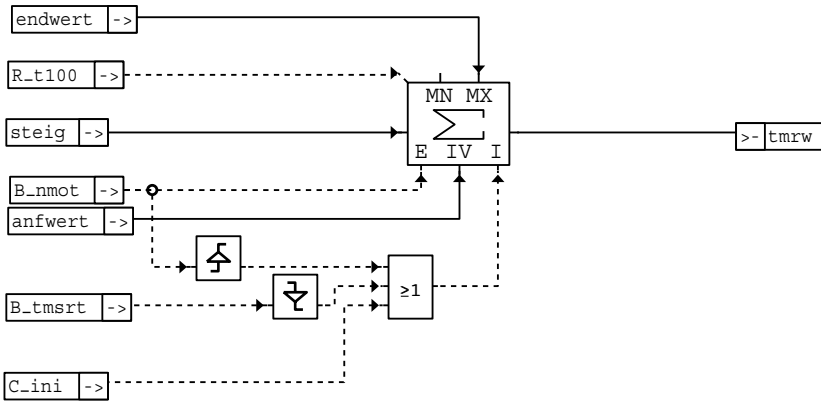 endwert ->
R_t100 ->
MN MX
steig ->
Σ
>- tmrw
E IV I
B_nmot ->
anfwert ->
≥1
B_tmsrt ->
C_ini ->